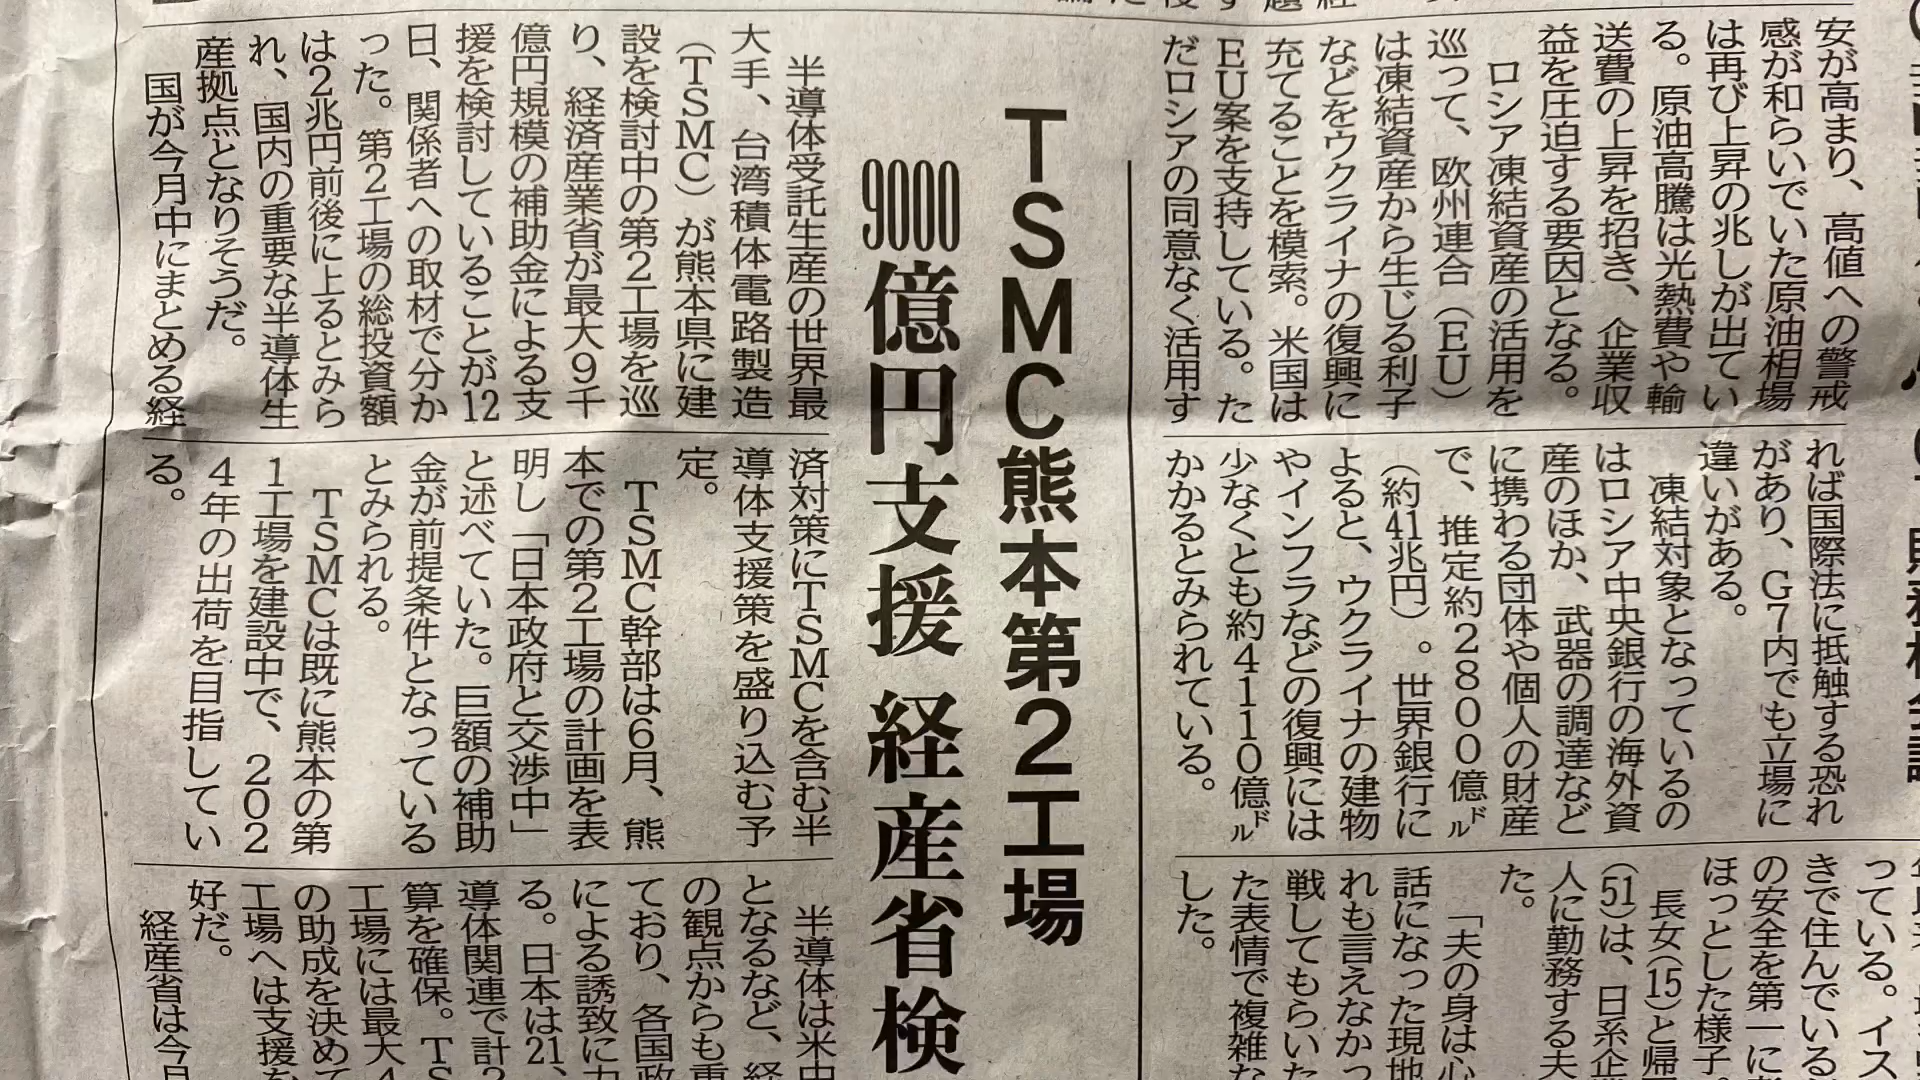 安が高まり、高値への警戒
感が和らいでいた原油相場
は再び上昇の兆しが出てい
る。原油高騰は光熱費や輸
送費の上昇を招き、企業収
益を圧迫する要因となる。
ロシア凍結資産の活用を
巡って、欧州連合(EU)
は凍結資産から生じる利子
などをウクライナの復興に
充てることを模索。米国は
EU案を支持している。た
だロシアの同意なく活用す
れば国際法に抵触する恐れ
があり、G7内でも立場に
違いがある。
凍結対象となっているの
はロシア中央銀行の海外資
産のほか、武器の調達など
に携わる団体や個人の財産
で、推定約2800億㌦
(約41兆円)。世界銀行に
よると、ウクライナの建物
やインフラなどの復興には
少なくとも約4110億㌦
かかるとみられている。
っている。イス
きで住んでいる
の安全を第一に
ほっとした様子。
長女(15)と帰
(51)は、日系企
人に勤務する夫
た。
「夫の身は心
話になった現地
れも言えなかっ
戦してもらいた
た表情で複雑な
した。
TSMC熊本第2工場
9000億円支援 経産省検
半導体受託生産の世界最
大手、台湾積体電路製造
(TSMC)が熊本県に建
設を検討中の第2工場を巡
り、経済産業省が最大9千
億円規模の補助金による支
援を検討していることが12
日、関係者への取材で分か
った。第2工場の総投資額
は2兆円前後に上るとみら
れ、国内の重要な半導体生
産拠点となりそうだ。
国が今月中にまとめる経
済対策にTSMCを含む半
導体支援策を盛り込む予
定。
TSMC幹部は6月、熊
本での第2工場の計画を表
明し「日本政府と交渉中」
と述べていた。巨額の補助
金が前提条件となっている
とみられる。
TSMCは既に熊本の第
1工場を建設中で、202
4年の出荷を目指してい
る。
半導体は米中
となるなど、経
の観点からも重
ており、各国政
による誘致に力
る。日本は21、
導体関連で計2
算を確保。TS
工場には最大4
の助成を決めて
工場へは支援を
好だ。
経産省は今月